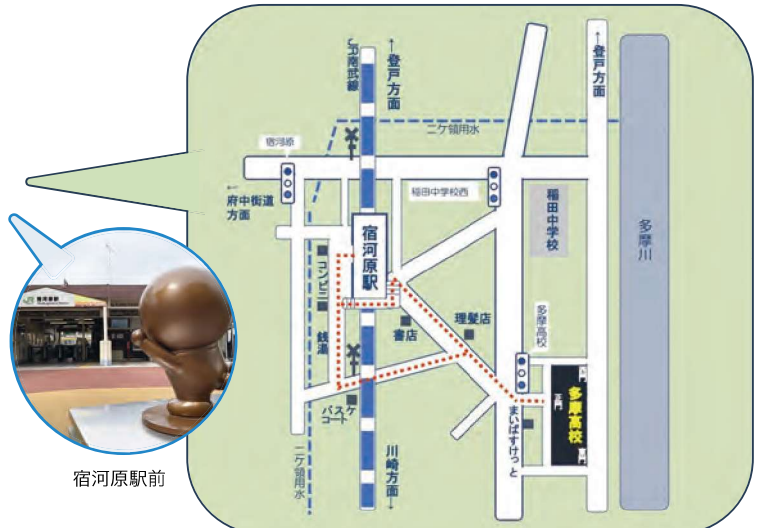 JR南武線
←登戸方面
←登戸方面
二ケ領用水
宿河原
←
府中街道
方面
稲田中学校西
稲田中学校
多摩川
宿河原駅
コンビニ
銭湯
書店
理髪店
多摩高校
多摩高校
正門
バスケ
コート
まいばすけっと
川崎方面→
二ケ領用水
宿河原駅前